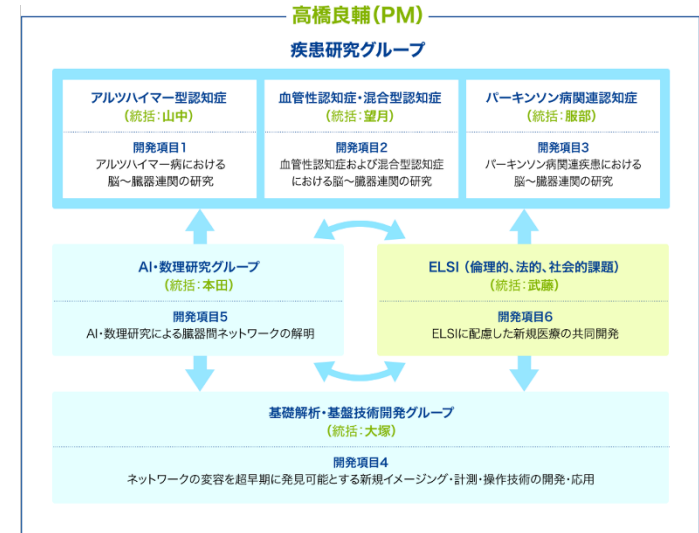 高橋良輔(PM)
疾患研究グループ
アルツハイマー型認知症
(統括:山中)
開発項目1
アルツハイマー病における
脳〜臓器連関の研究
血管性認知症・混合型認知症
(統括:望月)
開発項目2
血管性認知症および混合型認知症
における脳〜臓器連関の研究
パーキンソン病関連認知症
(統括:服部)
開発項目3
パーキンソン病関連疾患における
脳〜臓器連関の研究
AI・数理研究グループ
(統括:本田)
開発項目5
AI・数理研究による臓器間ネットワークの解明
ELSI(倫理的、法的、社会的課題)
(統括:武藤)
開発項目6
ELSIに配慮した新規医療の共同開発
基礎解析・基盤技術開発グループ
(統括:大塚)
開発項目4
ネットワークの変容を超早期に発見可能とする新規イメージング・計測・操作技術の開発・応用